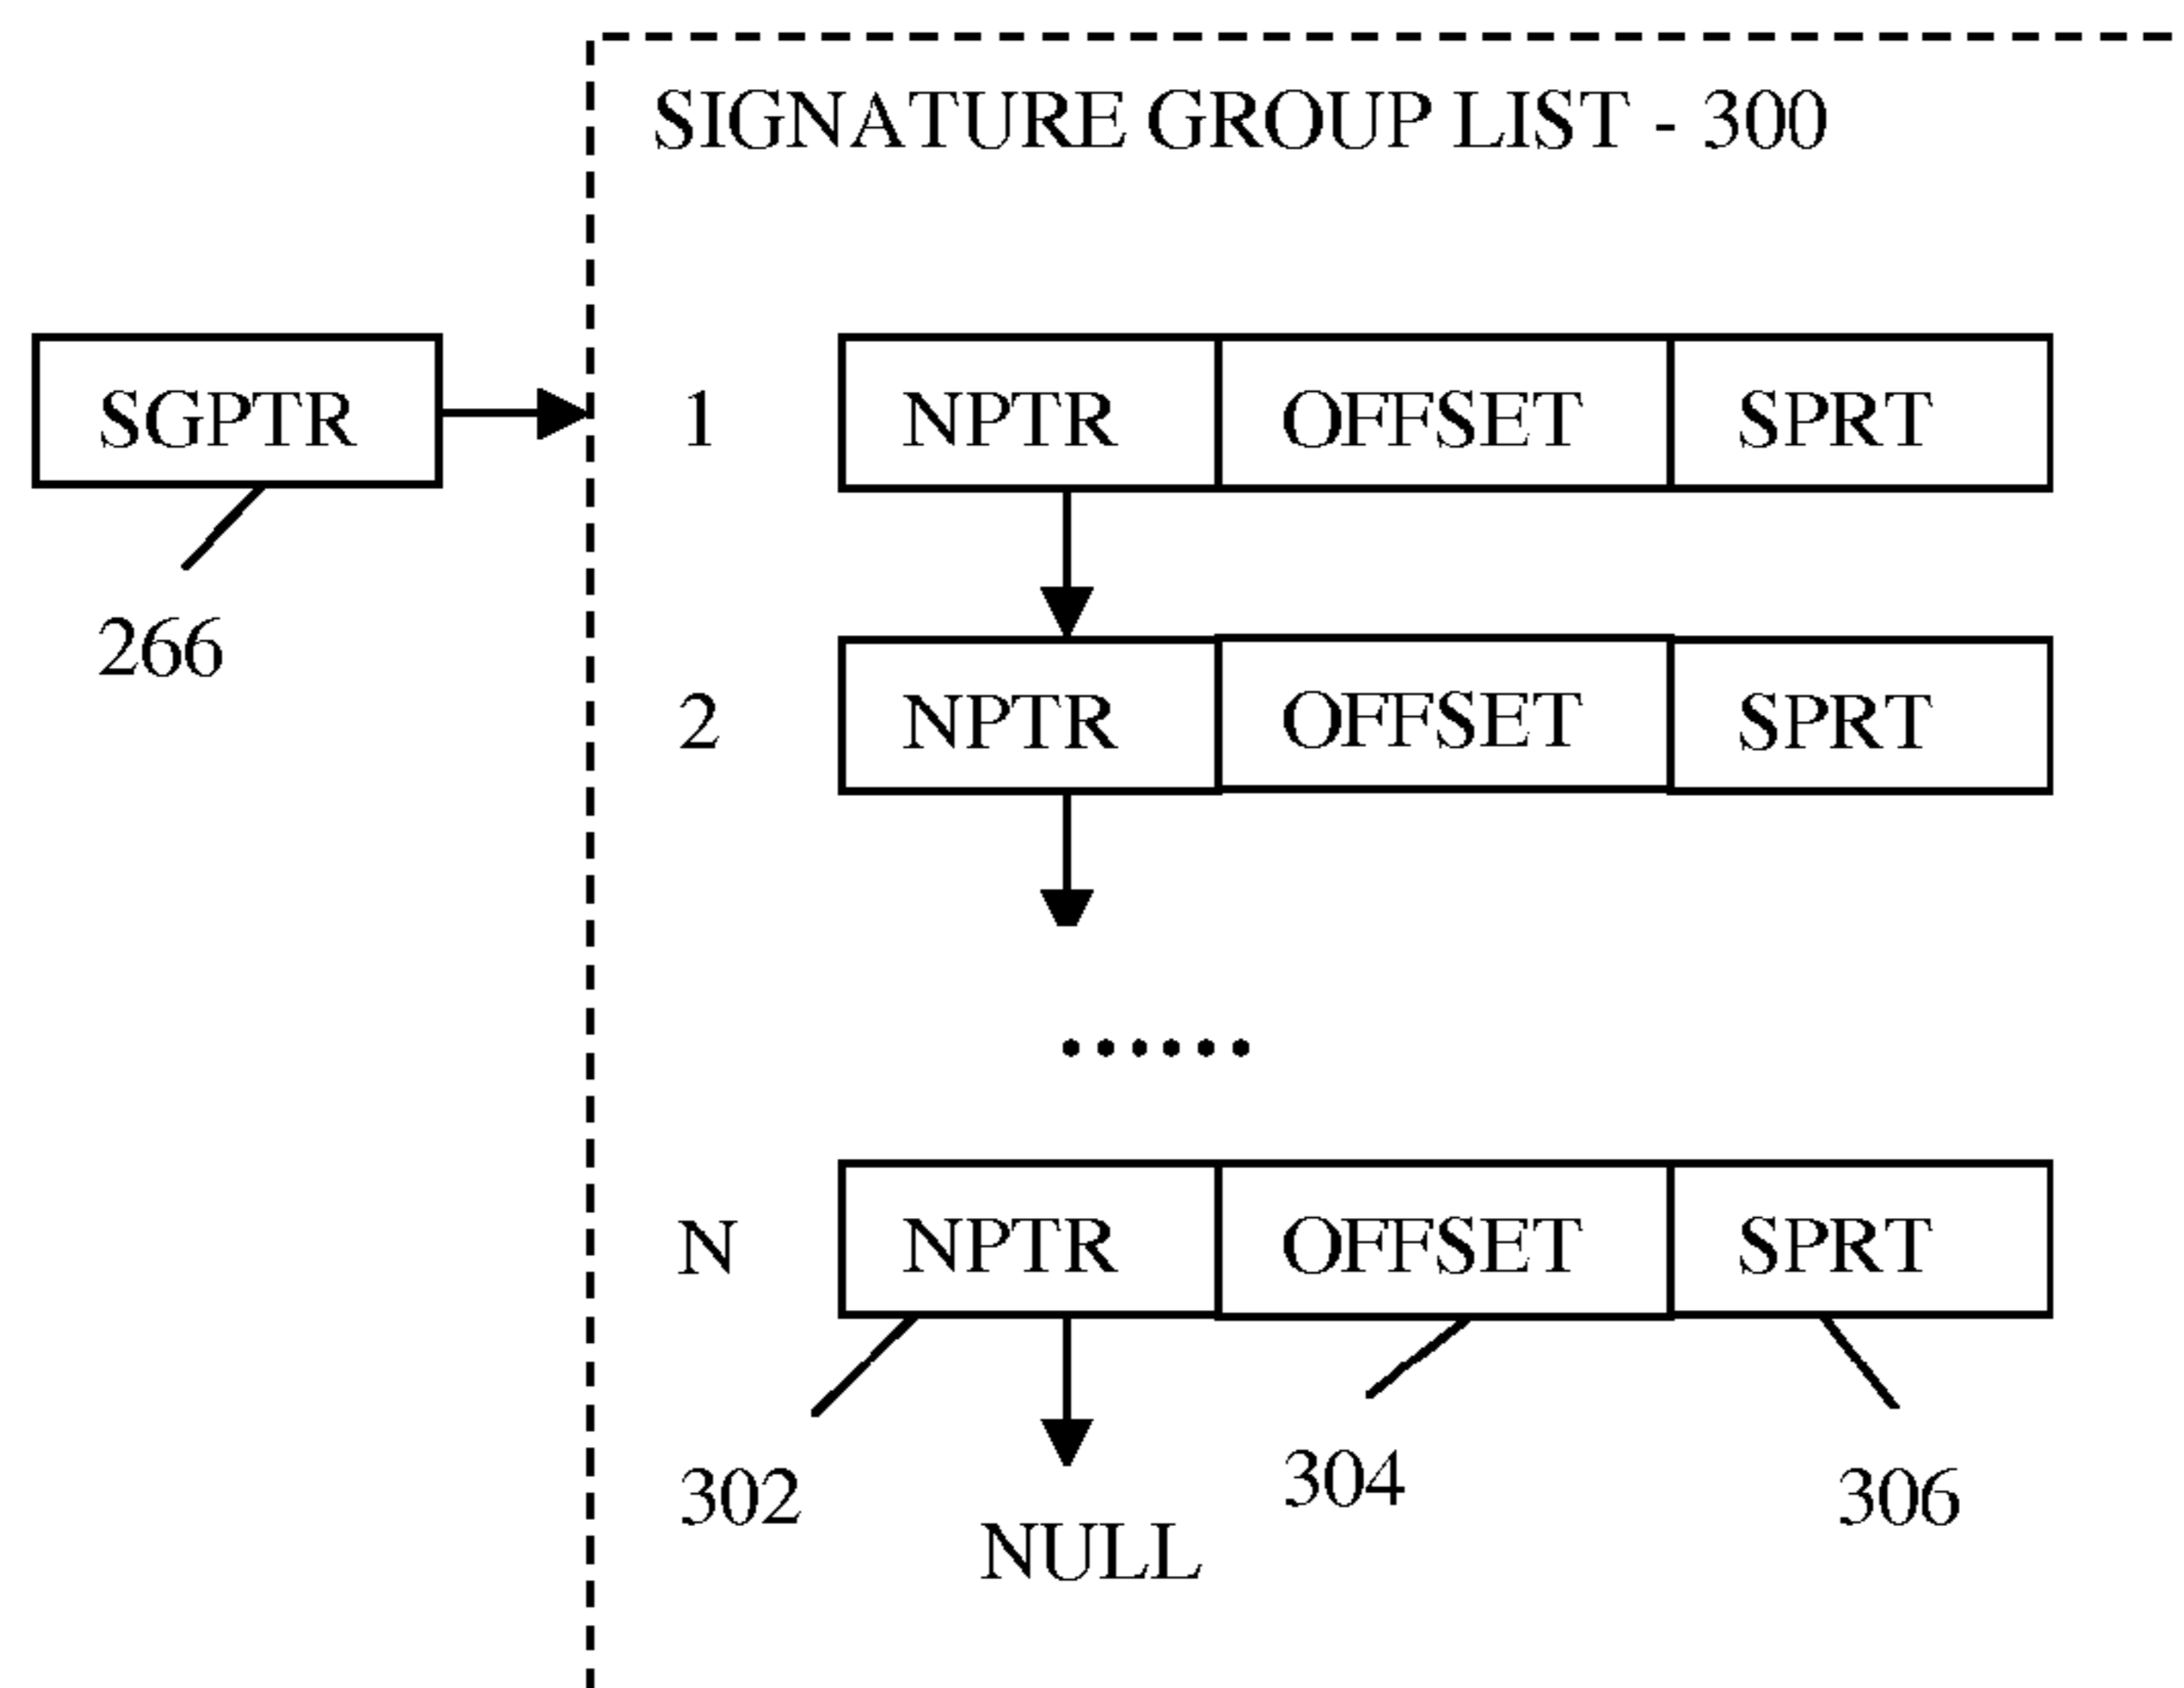 SIGNATURE GROUP LIST - 300
SGPTR
266
1 NPTR OFFSET SPRT
2 NPTR OFFSET SPRT
......
N NPTR OFFSET SPRT
302 304 306
NULL